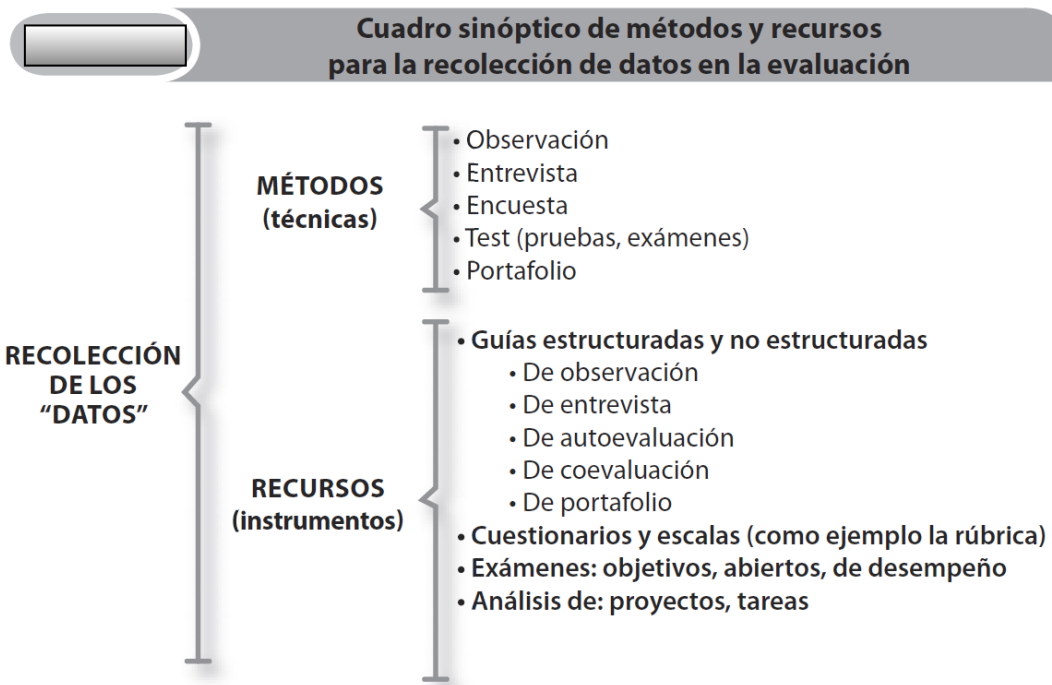 Cuadro sinóptico de métodos y recursos
para la recolección de datos en la evaluación
RECOLECCIÓN
DE LOS
“DATOS”
MÉTODOS
(técnicas)
• Observación
• Entrevista
• Encuesta
• Test (pruebas, exámenes)
• Portafolio
RECURSOS
(instrumentos)
• Guías estructuradas y no estructuradas
• De observación
• De entrevista
• De autoevaluación
• De coevaluación
• De portafolio
• Cuestionarios y escalas (como ejemplo la rúbrica)
• Exámenes: objetivos, abiertos, de desempeño
• Análisis de: proyectos, tareas